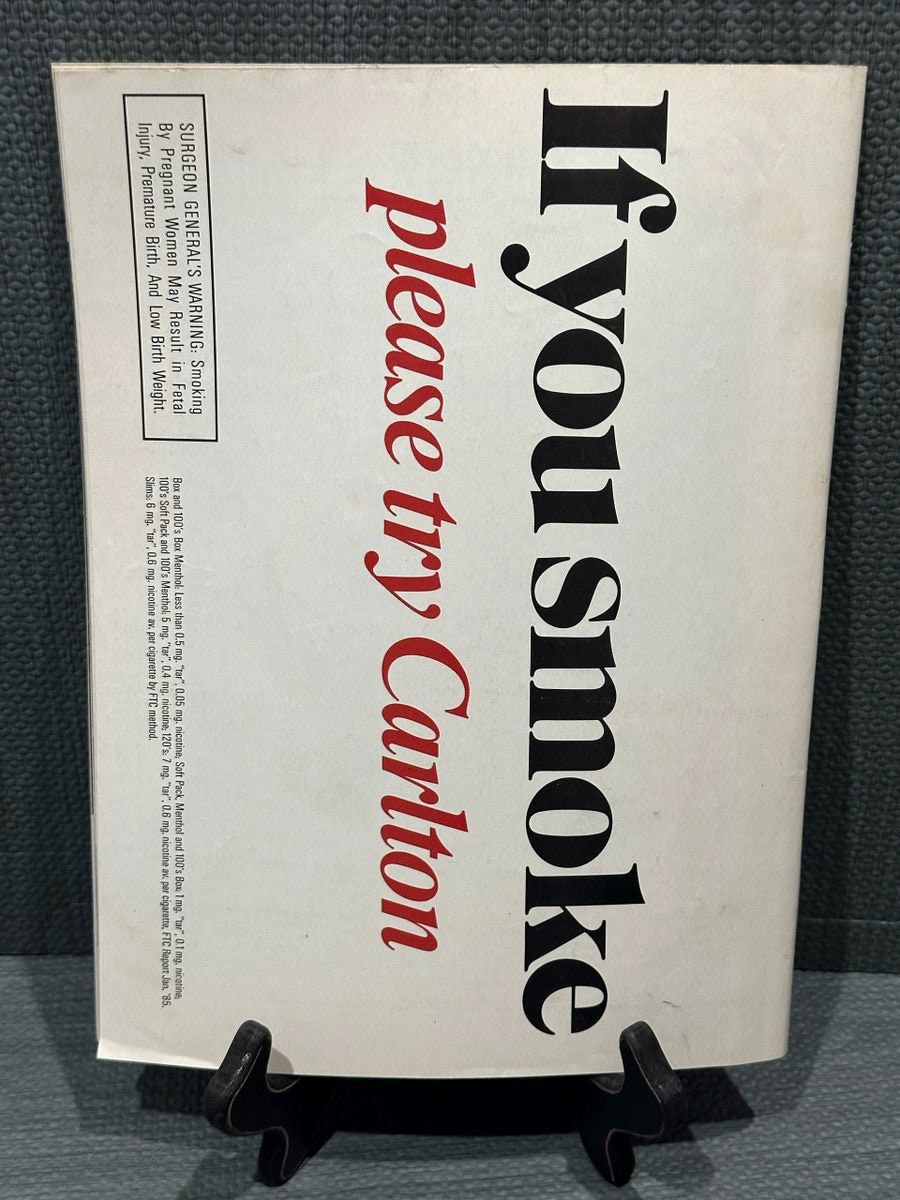 If you smoke
please try Carlton
SURGEON GENERAL'S WARNING: Smoking
By Pregnant Women May Result in Fetal
Injury, Premature Birth, And Low Birth Weight.
Box and 100's Box Menthol: Less than 0.5 mg. "tar", 0.05 mg. nicotine; Soft Pack, Menthol and 100's Box: 1 mg. "tar", 0.1 mg. nicotine;
100's Soft Pack and 100's Menthol: 5 mg. "tar", 0.4 mg. nicotine; 120's: 7 mg. "tar", 0.6 mg. nicotine av. per cigarette, FTC Report Jan. '85.
Slims: 6 mg. "tar", 0.6 mg. nicotine av. per cigarette by FTC method.